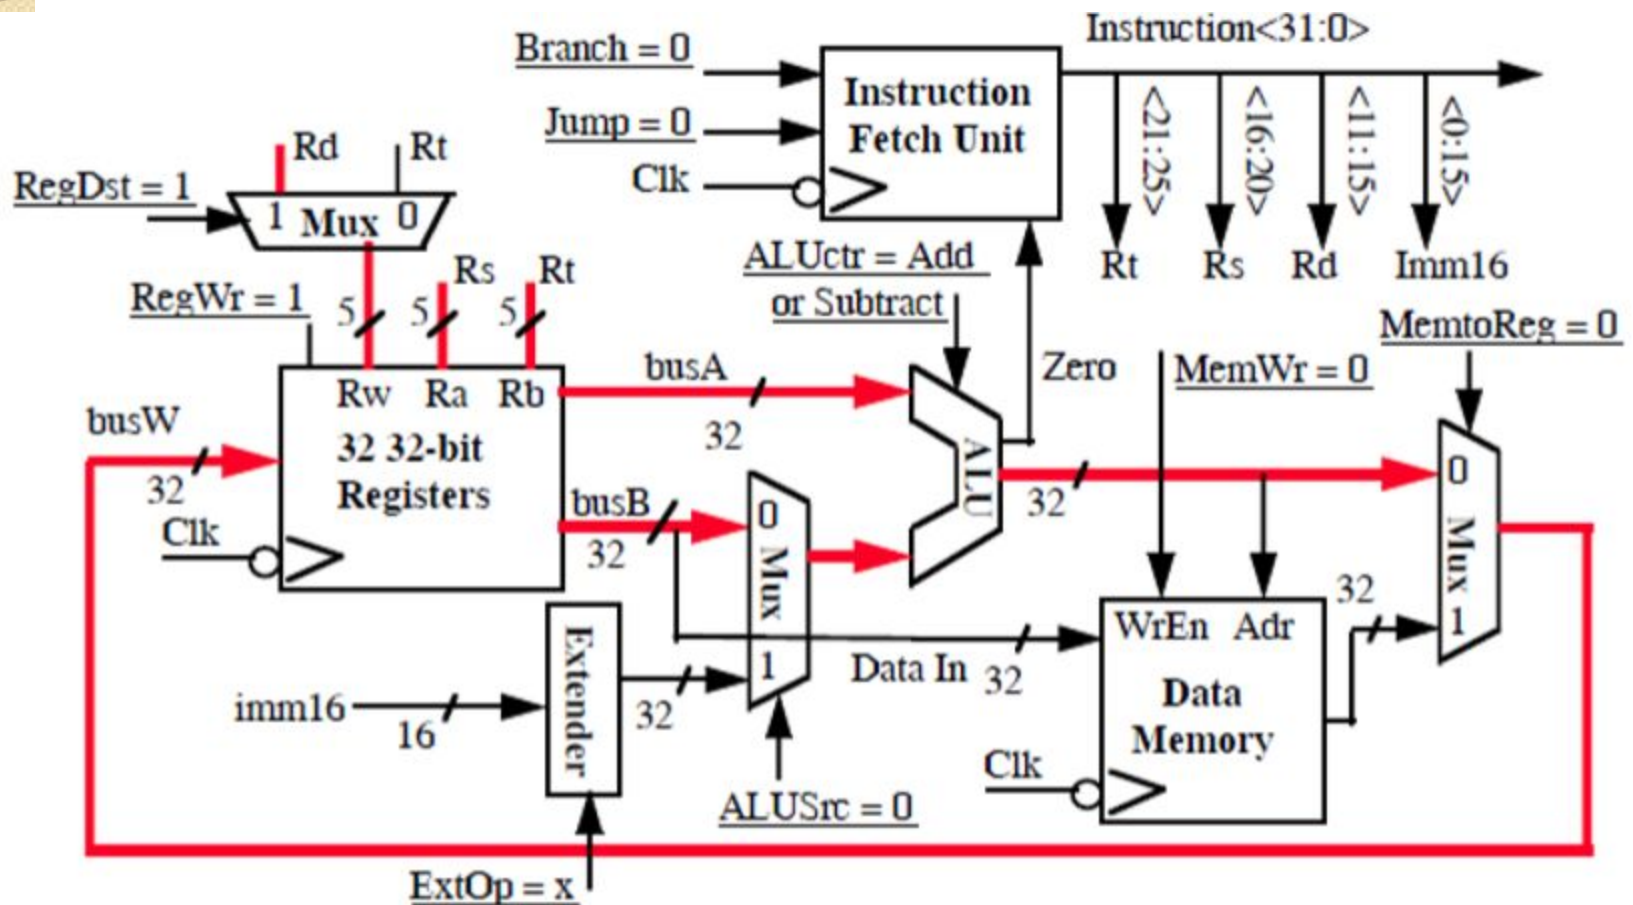 Instruction<31:0>
Branch = 0
Instruction
Fetch Unit
Jump = 0
Clk
<21:25>
<16:20>
<11:15>
<0:15>
Rt
Rs
Rd
Imm16
Rd
Rt
RegDst = 1
1 Mux 0
RegWr = 1
5
5
5
Rs
Rt
ALUctr = Add
or Subtract
Zero
MemWr = 0
MemtoReg = 0
busW
32
Rw Ra Rb
32 32-bit
Registers
Clk
busA
32
busB
32
0
Mux
1
ALU
32
0
Mux
1
imm16
16
Extender
32
Data In
32
WrEn Adr
Data
Memory
32
Clk
ALUSrc = 0
ExtOp = x